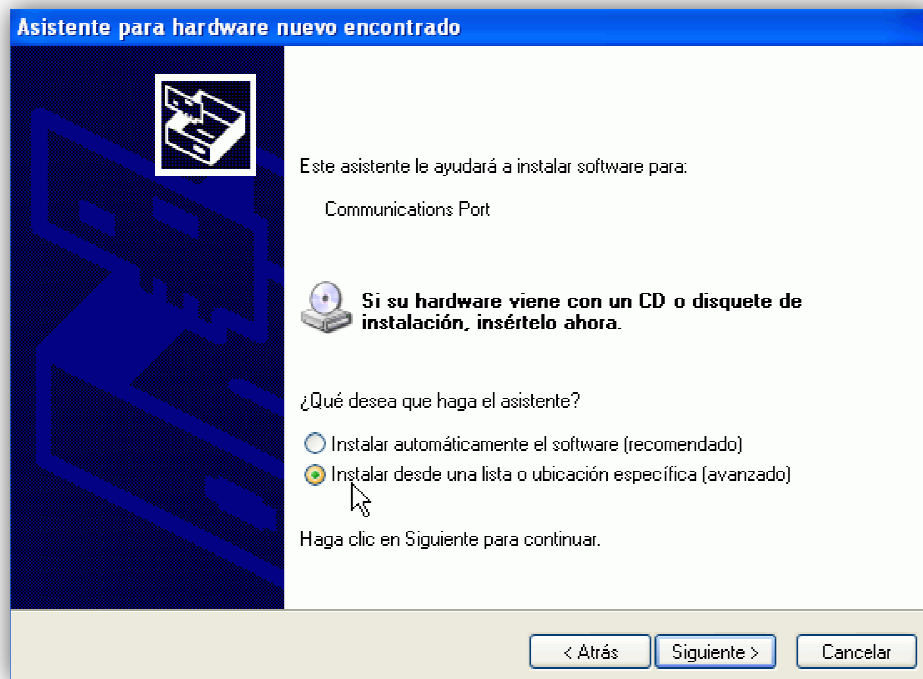 Asistente para hardware nuevo encontrado
Este asistente le ayudará a instalar software para:
Communications Port
Si su hardware viene con un CD o disquete de
instalación, insértelo ahora.
¿Qué desea que haga el asistente?
Instalar automáticamente el software (recomendado)
Instalar desde una lista o ubicación específica (avanzado)
Haga clic en Siguiente para continuar.
< Atrás Siguiente > Cancelar